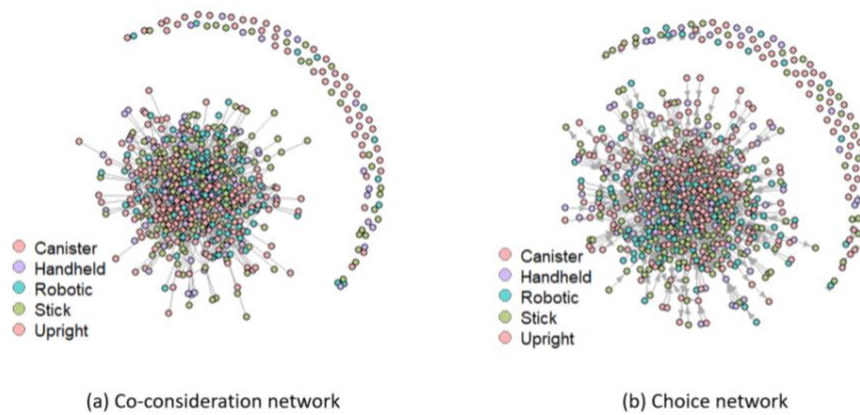 Canister
Handheld
Robotic
Stick
Upright
(a) Co-consideration network
Canister
Handheld
Robotic
Stick
Upright
(b) Choice network